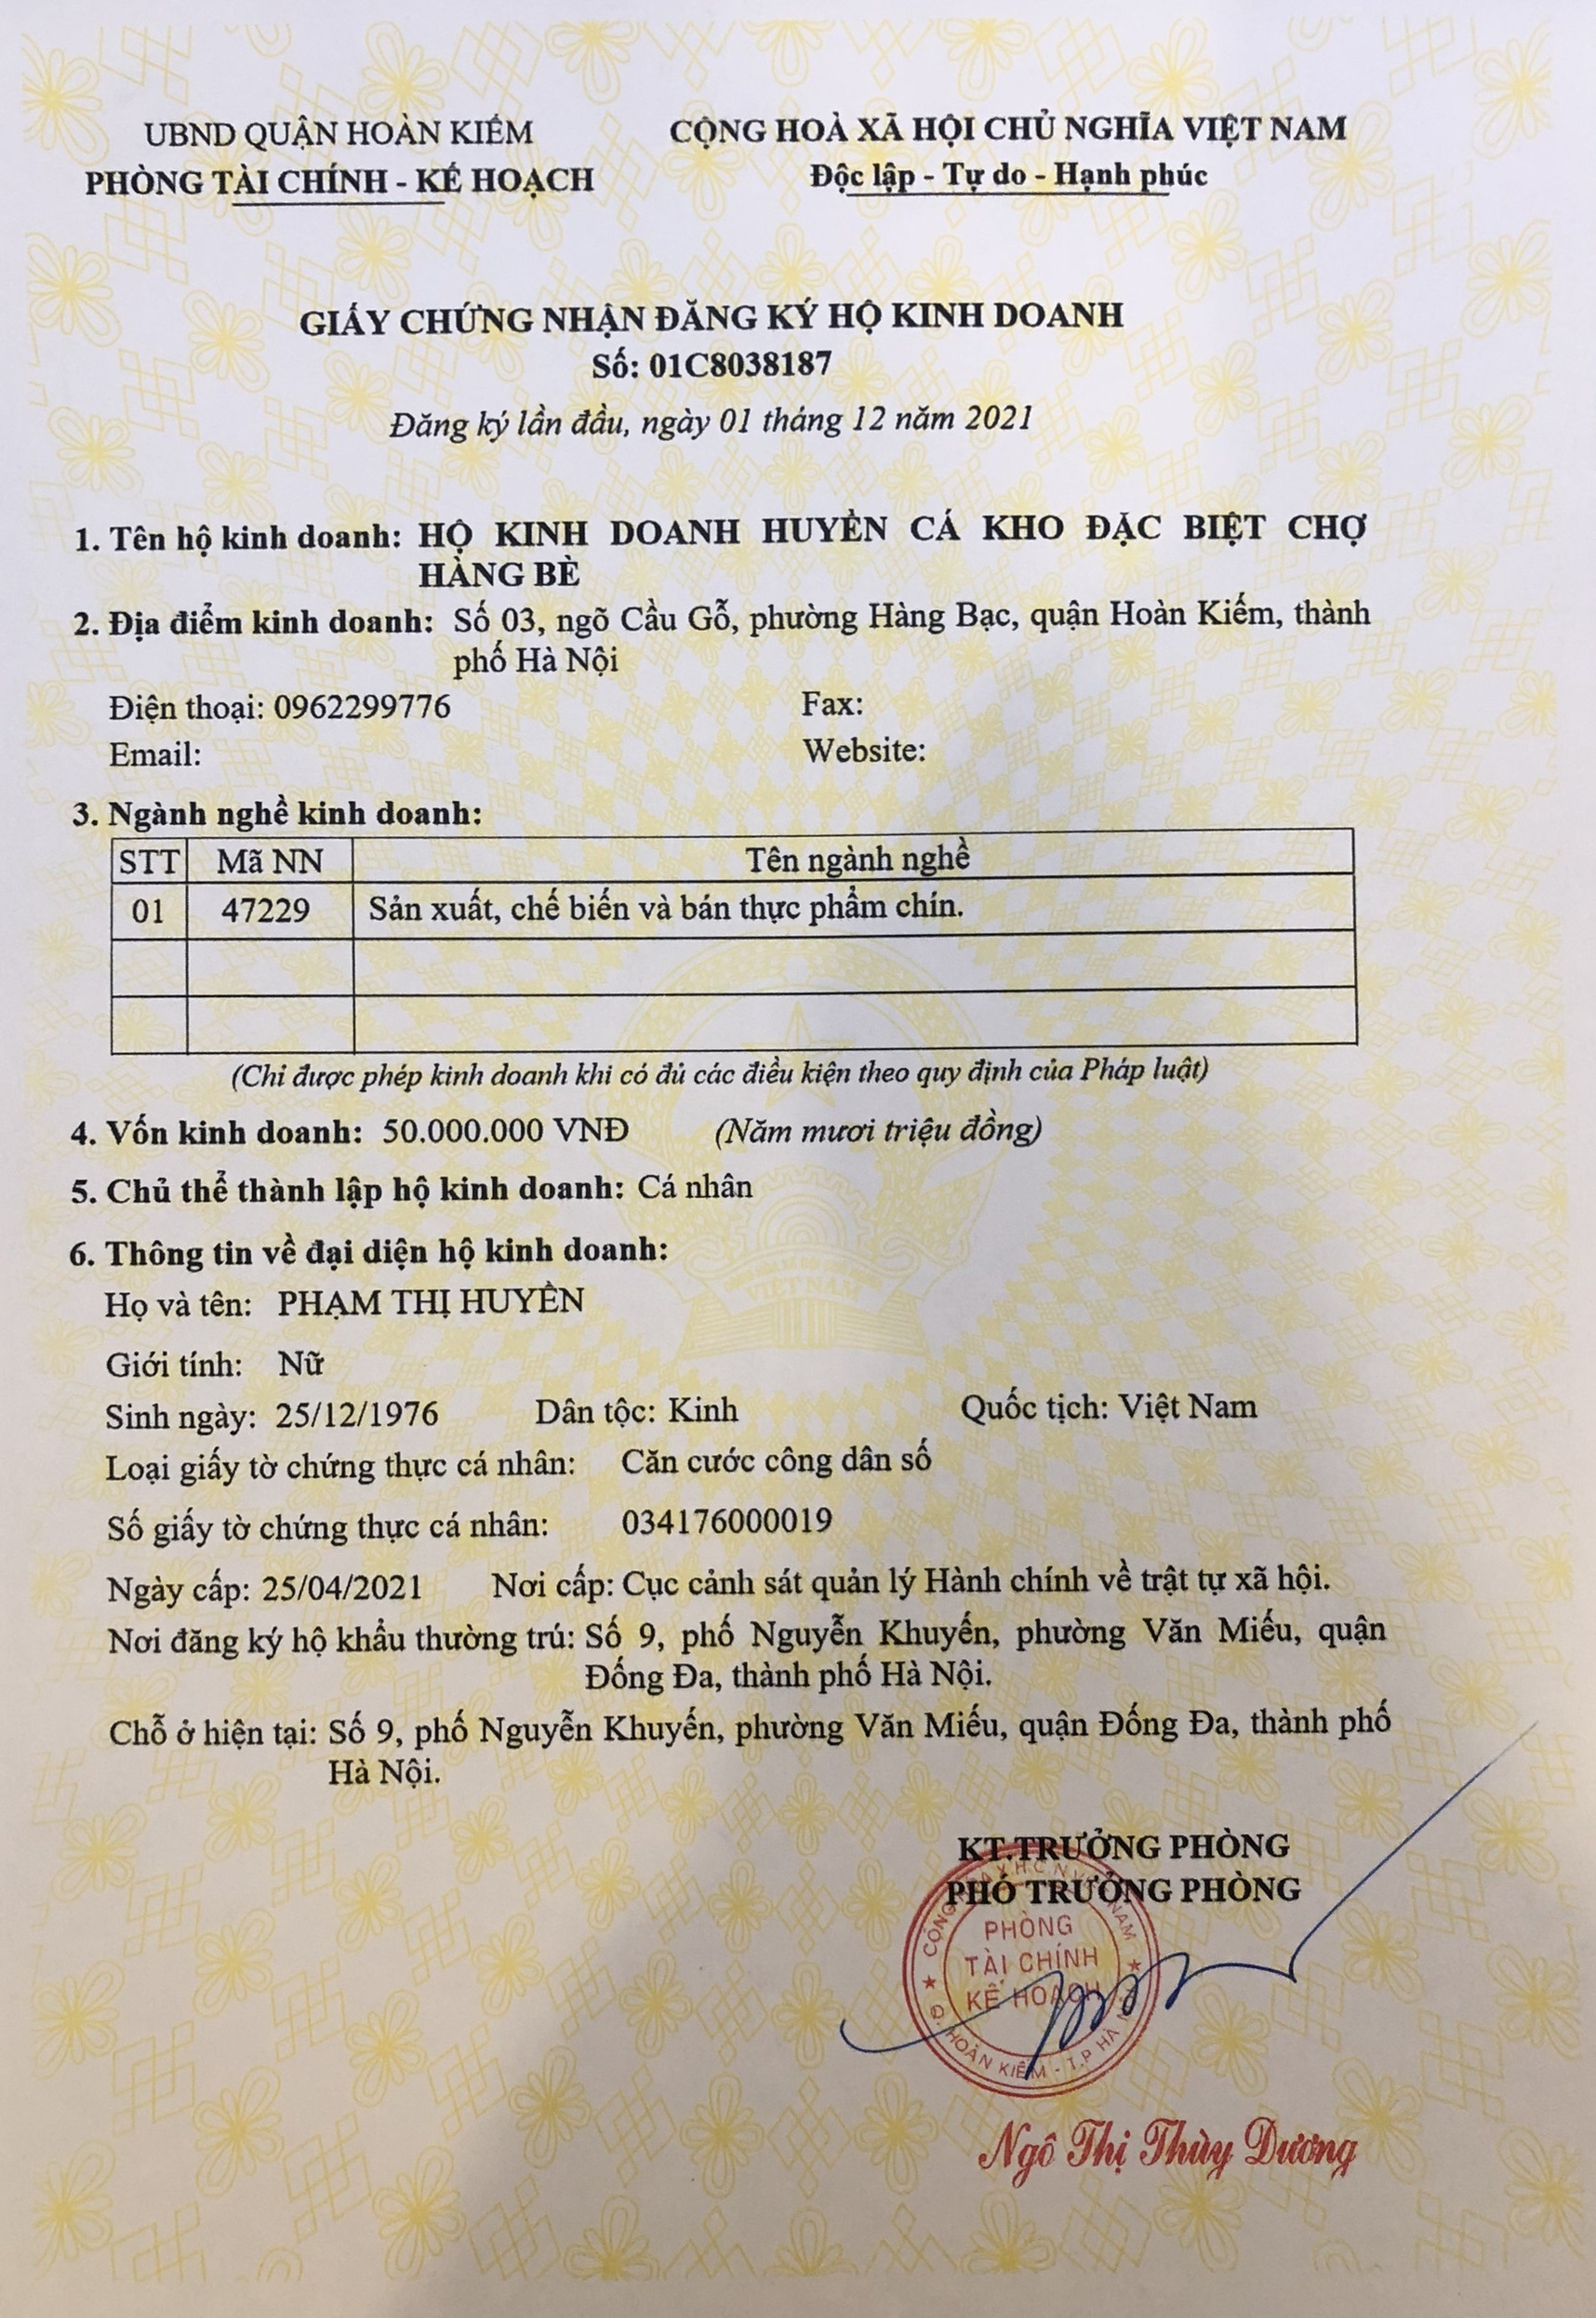 UBND QUẬN HOÀN KIẾM
PHÒNG TÀI CHÍNH - KẾ HOẠCH
CỘNG HOÀ XÃ HỘI CHỦ NGHĨA VIỆT NAM
Độc lập - Tự do - Hạnh phúc
GIẤY CHỨNG NHẬN ĐĂNG KÝ HỘ KINH DOANH
Số: 01C8038187
Đăng ký lần đầu, ngày 01 tháng 12 năm 2021
1. Tên hộ kinh doanh: HỘ KINH DOANH HUYỀN CÁ KHO ĐẶC BIỆT CHỢ
HÀNG BÈ
2. Địa điểm kinh doanh: Số 03, ngõ Cầu Gỗ, phường Hàng Bạc, quận Hoàn Kiếm, thành
phố Hà Nội
Điện thoại: 0962299776 Fax:
Email: Website:
3. Ngành nghề kinh doanh:
STT Mã NN Tên ngành nghề
01 47229 Sản xuất, chế biến và bán thực phẩm chín.
(Chỉ được phép kinh doanh khi có đủ các điều kiện theo quy định của Pháp luật)
4. Vốn kinh doanh: 50.000.000 VNĐ (Năm mươi triệu đồng)
5. Chủ thể thành lập hộ kinh doanh: Cá nhân
6. Thông tin về đại diện hộ kinh doanh:
Họ và tên: PHẠM THỊ HUYỀN
Giới tính: Nữ
Sinh ngày: 25/12/1976 Dân tộc: Kinh Quốc tịch: Việt Nam
Loại giấy tờ chứng thực cá nhân: Căn cước công dân số
Số giấy tờ chứng thực cá nhân: 034176000019
Ngày cấp: 25/04/2021 Nơi cấp: Cục cảnh sát quản lý Hành chính về trật tự xã hội.
Nơi đăng ký hộ khẩu thường trú: Số 9, phố Nguyễn Khuyến, phường Văn Miếu, quận
Đống Đa, thành phố Hà Nội.
Chỗ ở hiện tại: Số 9, phố Nguyễn Khuyến, phường Văn Miếu, quận Đống Đa, thành phố
Hà Nội.
KT.TRƯỞNG PHÒNG
PHÓ TRƯỞNG PHÒNG
PHÒNG
TÀI CHÍNH
KẾ HOẠCH
Q. HOÀN KIẾM - T.P HÀ
Ngô Thị Thùy Dương